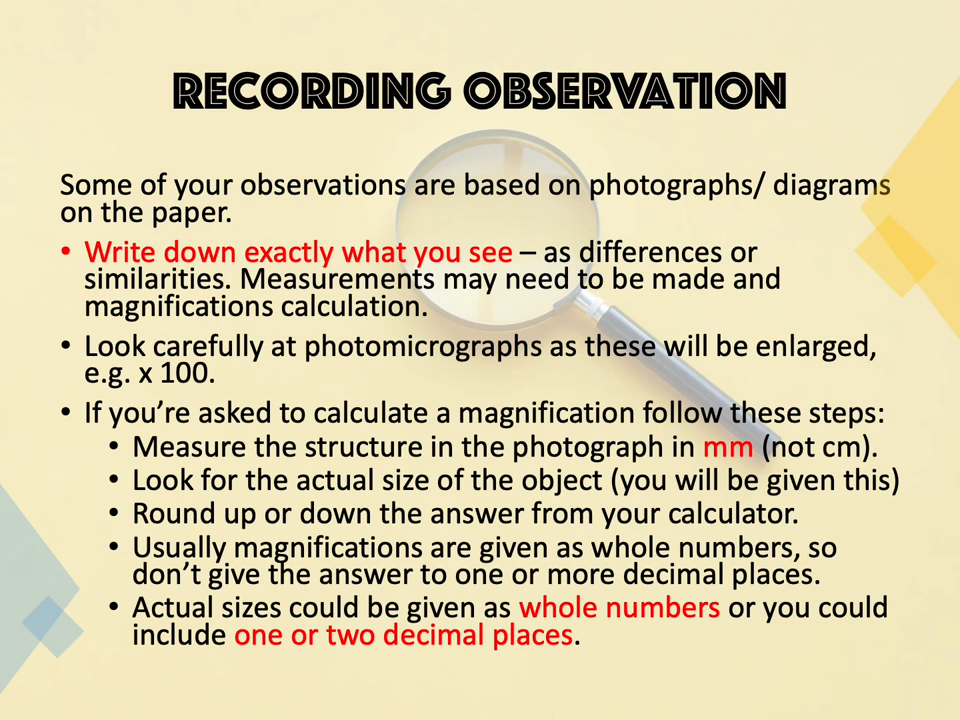 RECORDING OBSERVATION
Some of your observations are based on photographs/ diagrams
on the paper.
• Write down exactly what you see – as differences or
similarities. Measurements may need to be made and
magnifications calculation.
• Look carefully at photomicrographs as these will be enlarged,
e.g. x 100.
• If you’re asked to calculate a magnification follow these steps:
• Measure the structure in the photograph in mm (not cm).
• Look for the actual size of the object (you will be given this)
• Round up or down the answer from your calculator.
• Usually magnifications are given as whole numbers, so
don’t give the answer to one or more decimal places.
• Actual sizes could be given as whole numbers or you could
include one or two decimal places.